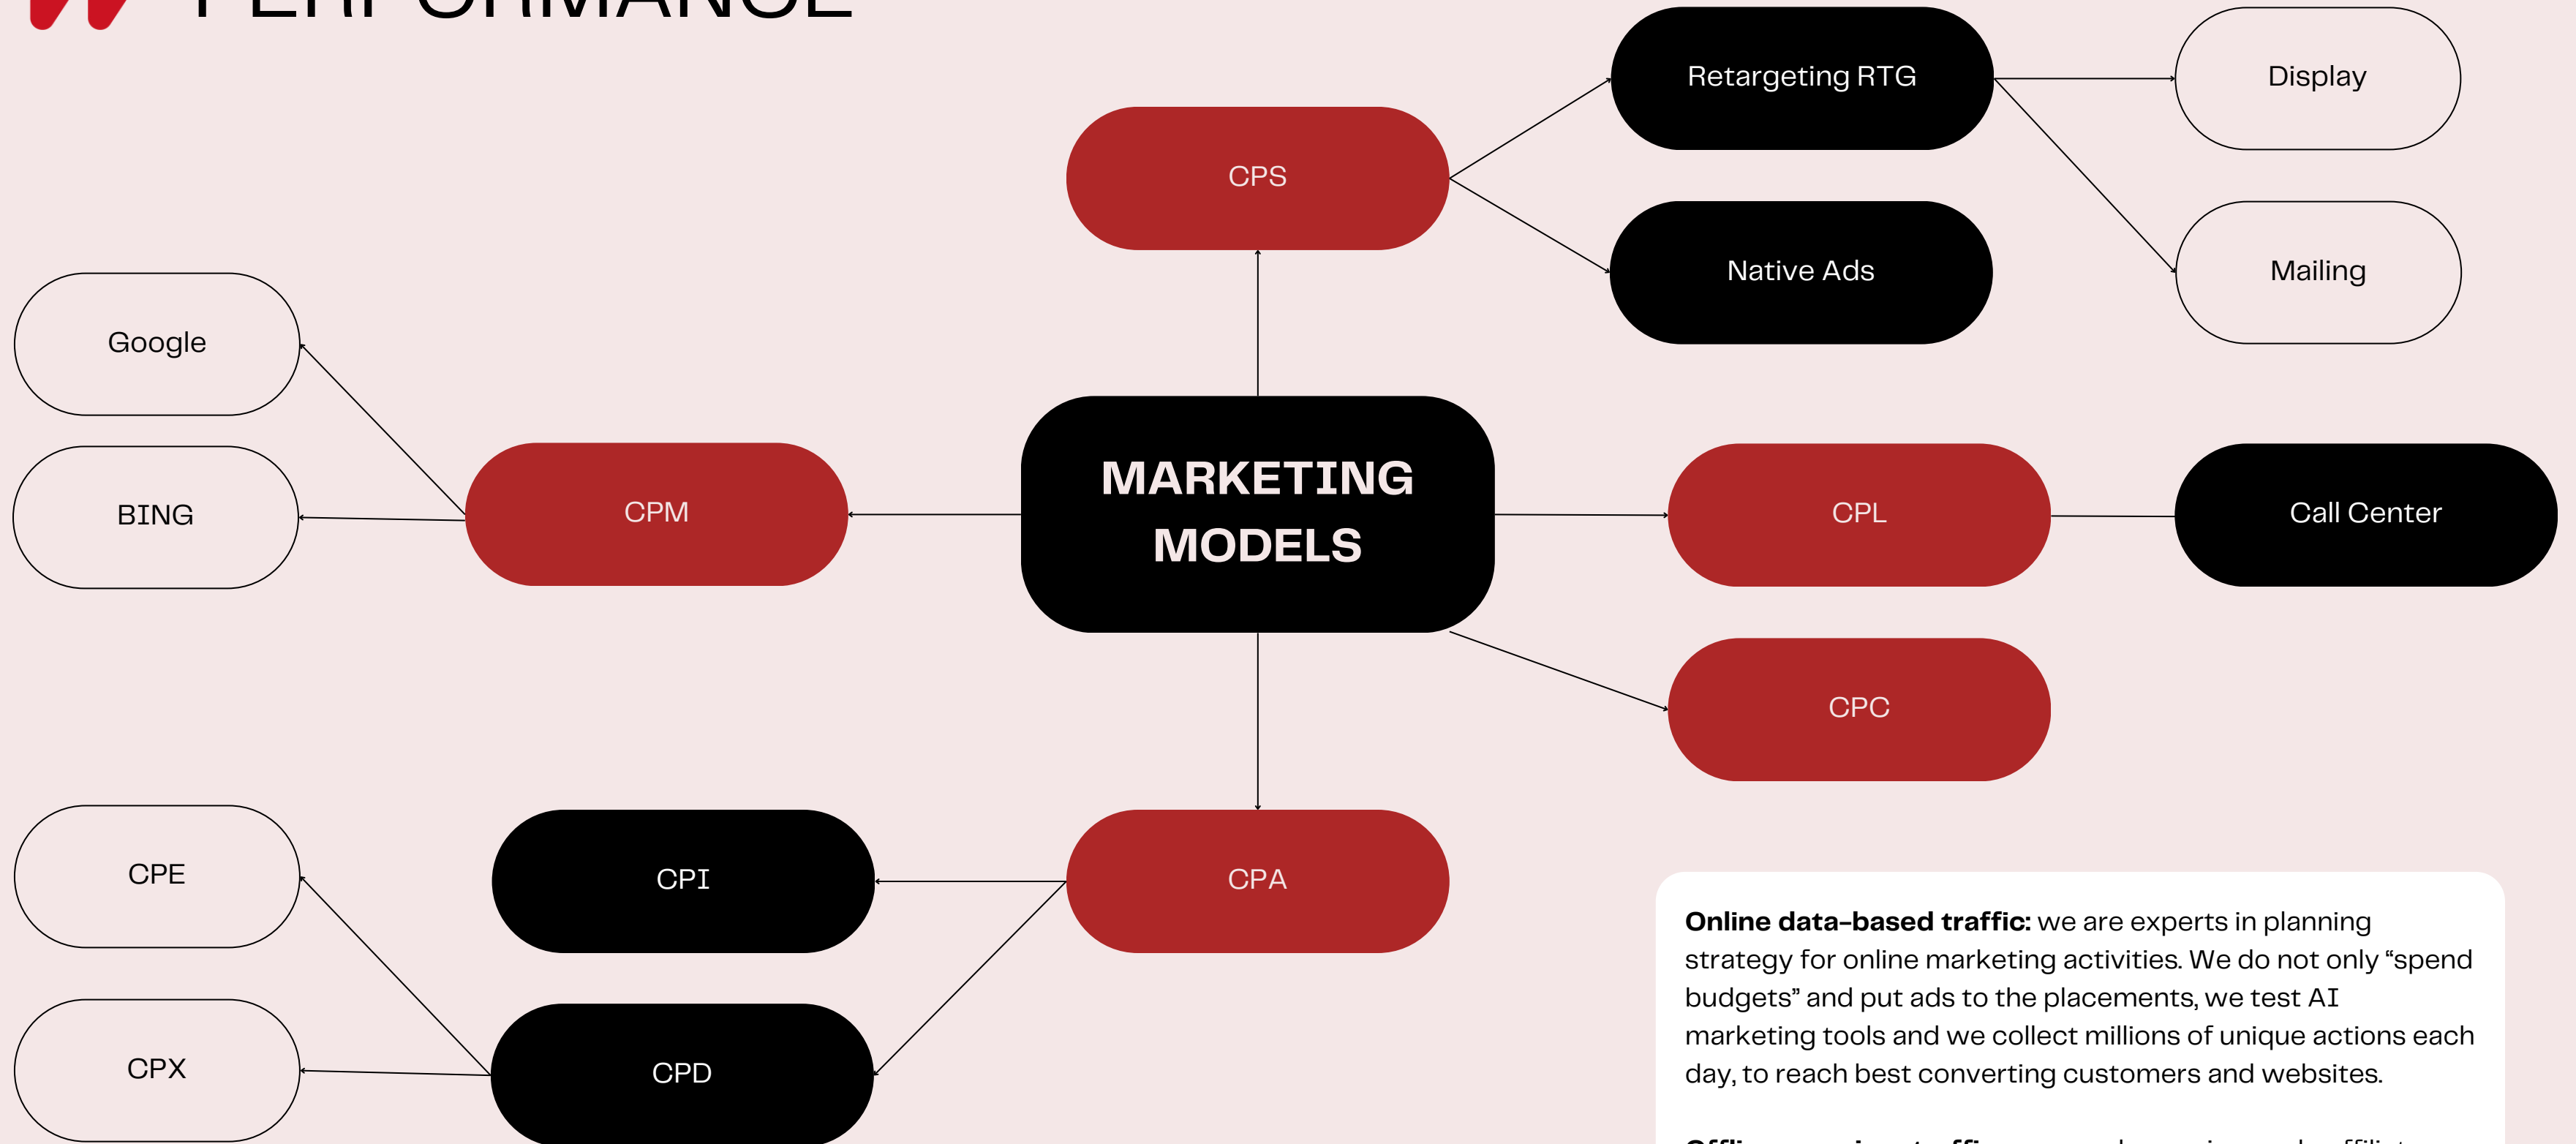 PERFORMANCE
Retargeting RTG
Display
CPS
Native Ads
Mailing
Google
BING
CPM
MARKETING
MODELS
CPL
Call Center
CPC
CPE
CPI
CPA
CPX
CPD
Online data-based traffic: we are experts in planning
strategy for online marketing activities. We do not only “spend
budgets” and put ads to the placements, we test AI
marketing tools and we collect millions of unique actions each
day, to reach best converting customers and websites.